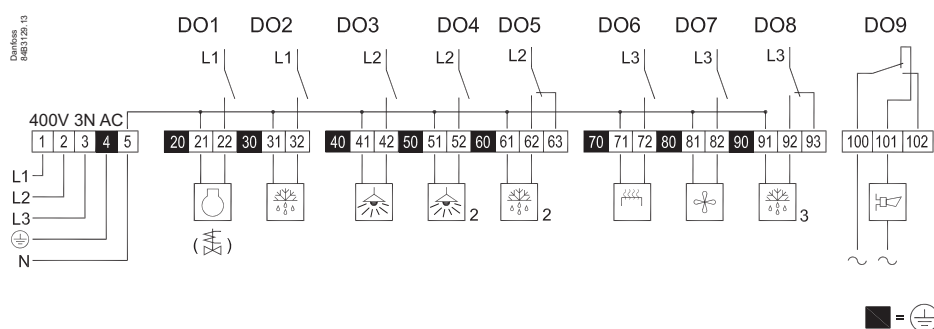 Danfoss
84B3129.13
DO1 DO2 DO3 DO4 DO5 DO6 DO7 DO8 DO9
L1 L1 L2 L2 L2 L3 L3 L3
400V 3N AC
1 2 3 4 5 20 21 22 30 31 32 40 41 42 50 51 52 60 61 62 63 70 71 72 80 81 82 90 91 92 93 100 101 102
L1
L2
L3
N
2 2 3
( )
=